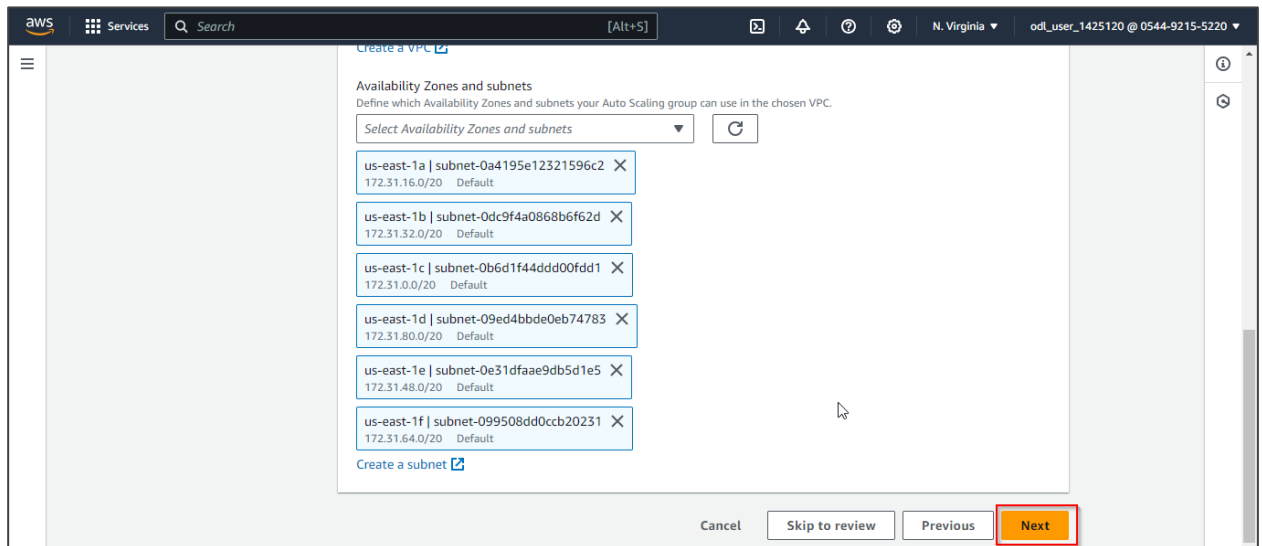 aws Services Search [Alt+S] N. Virginia odl_user_1425120 @ 0544-9215-5220
Create a VPC
Availability Zones and subnets
Define which Availability Zones and subnets your Auto Scaling group can use in the chosen VPC.
Select Availability Zones and subnets
us-east-1a | subnet-0a4195e12321596c2
172.31.16.0/20 Default
us-east-1b | subnet-0dc9f4a0868b6f62d
172.31.32.0/20 Default
us-east-1c | subnet-0b6d1f44ddd00fdd1
172.31.0.0/20 Default
us-east-1d | subnet-09ed4bbde0eb74783
172.31.80.0/20 Default
us-east-1e | subnet-0e31dfaae9db5d1e5
172.31.48.0/20 Default
us-east-1f | subnet-099508dd0ccb20231
172.31.64.0/20 Default
Create a subnet
Cancel Skip to review Previous Next